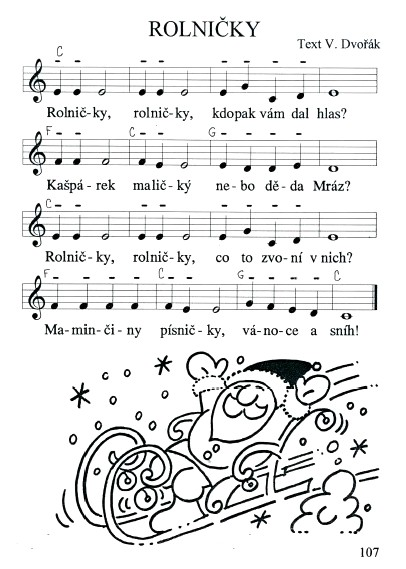 ROLNIČKY
Text V. Dvořák
C
Rolnič-ky, rolnič-ky, kdopak vám dal hlas?
F C G
Kašpá-rek malič-ký ne-bo dě-da Mráz?
C
Rolnič-ky, rolnič-ky, co to zvo-ní v nich?
F C G C
Ma-min-či-ny písnič-ky, vá-no-ce a sníh!
107